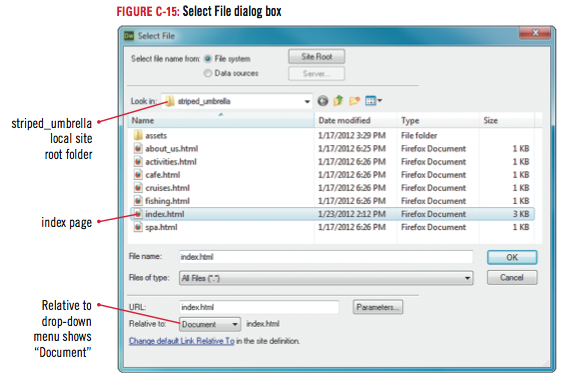 FIGURE C-15: Select File dialog box
Dw Select File
Select file name from: File system Site Root
Data sources Server...
Look in: striped_umbrella
Name Date modified Type Size
assets 1/17/2012 3:29 PM File folder
about_us.html 1/17/2012 6:25 PM Firefox Document 1 KB
activities.html 1/17/2012 6:26 PM Firefox Document 1 KB
cafe.html 1/17/2012 6:26 PM Firefox Document 1 KB
cruises.html 1/17/2012 6:26 PM Firefox Document 1 KB
fishing.html 1/17/2012 6:26 PM Firefox Document 1 KB
index.html 1/23/2012 2:12 PM Firefox Document 3 KB
spa.html 1/17/2012 6:26 PM Firefox Document 1 KB
File name: index.html OK
Files of type: All Files (*.*) Cancel
URL: index.html Parameters...
Relative to: Document index.html
Change default Link Relative To in the site definition.
striped_umbrella
local site
root folder
index page
Relative to
drop-down
menu shows
“Document”